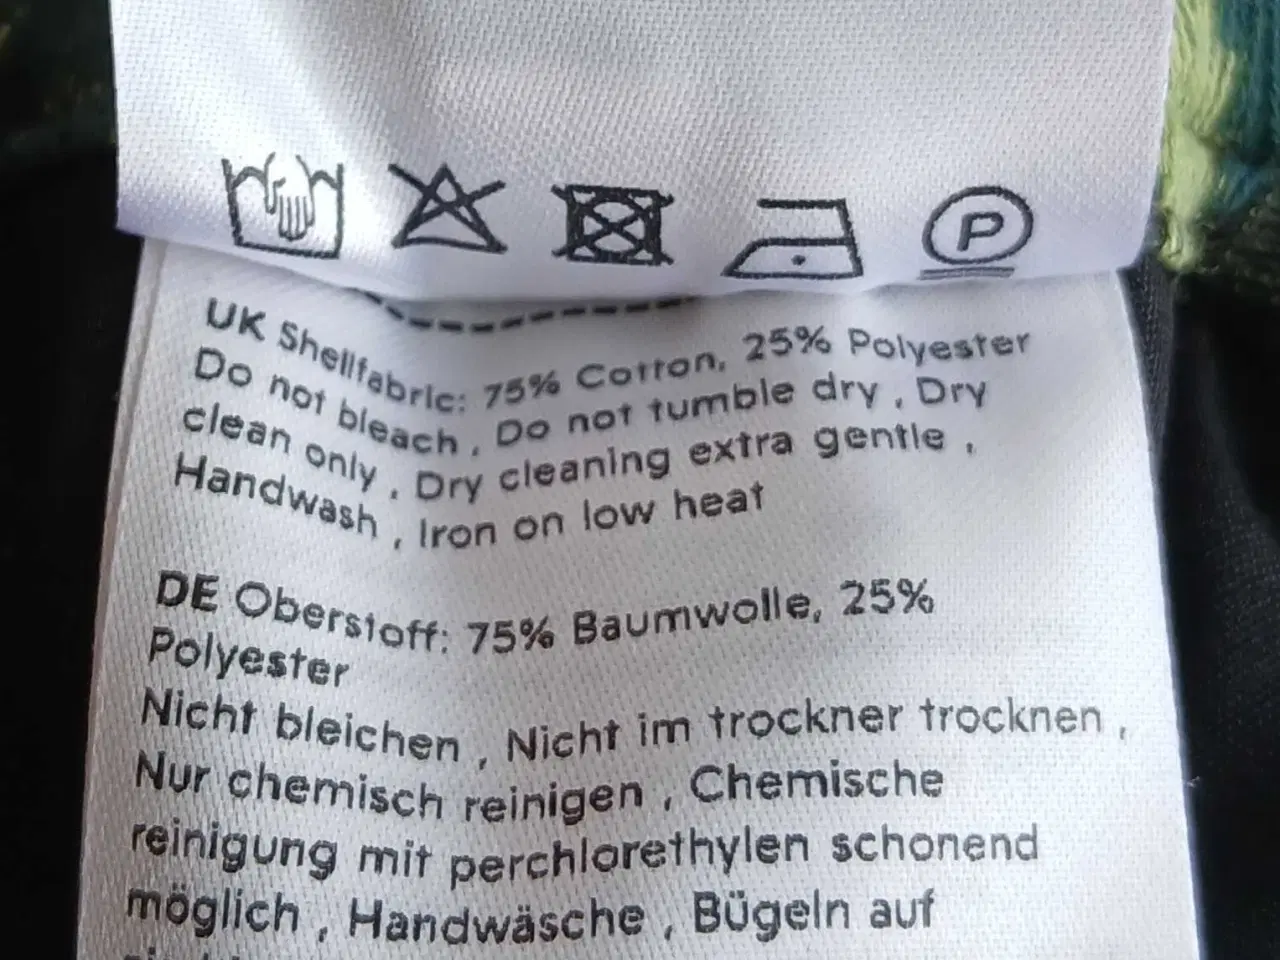 P
UK Shellfabric: 75% Cotton, 25% Polyester
Do not bleach , Do not tumble dry , Dry
clean only , Dry cleaning extra gentle ,
Handwash , Iron on low heat
DE Oberstoff: 75% Baumwolle, 25%
Polyester
Nicht bleichen , Nicht im trockner trocknen ,
Nur chemisch reinigen , Chemische
reinigung mit perchlorethylen schonend
möglich , Handwäsche , Bügeln auf